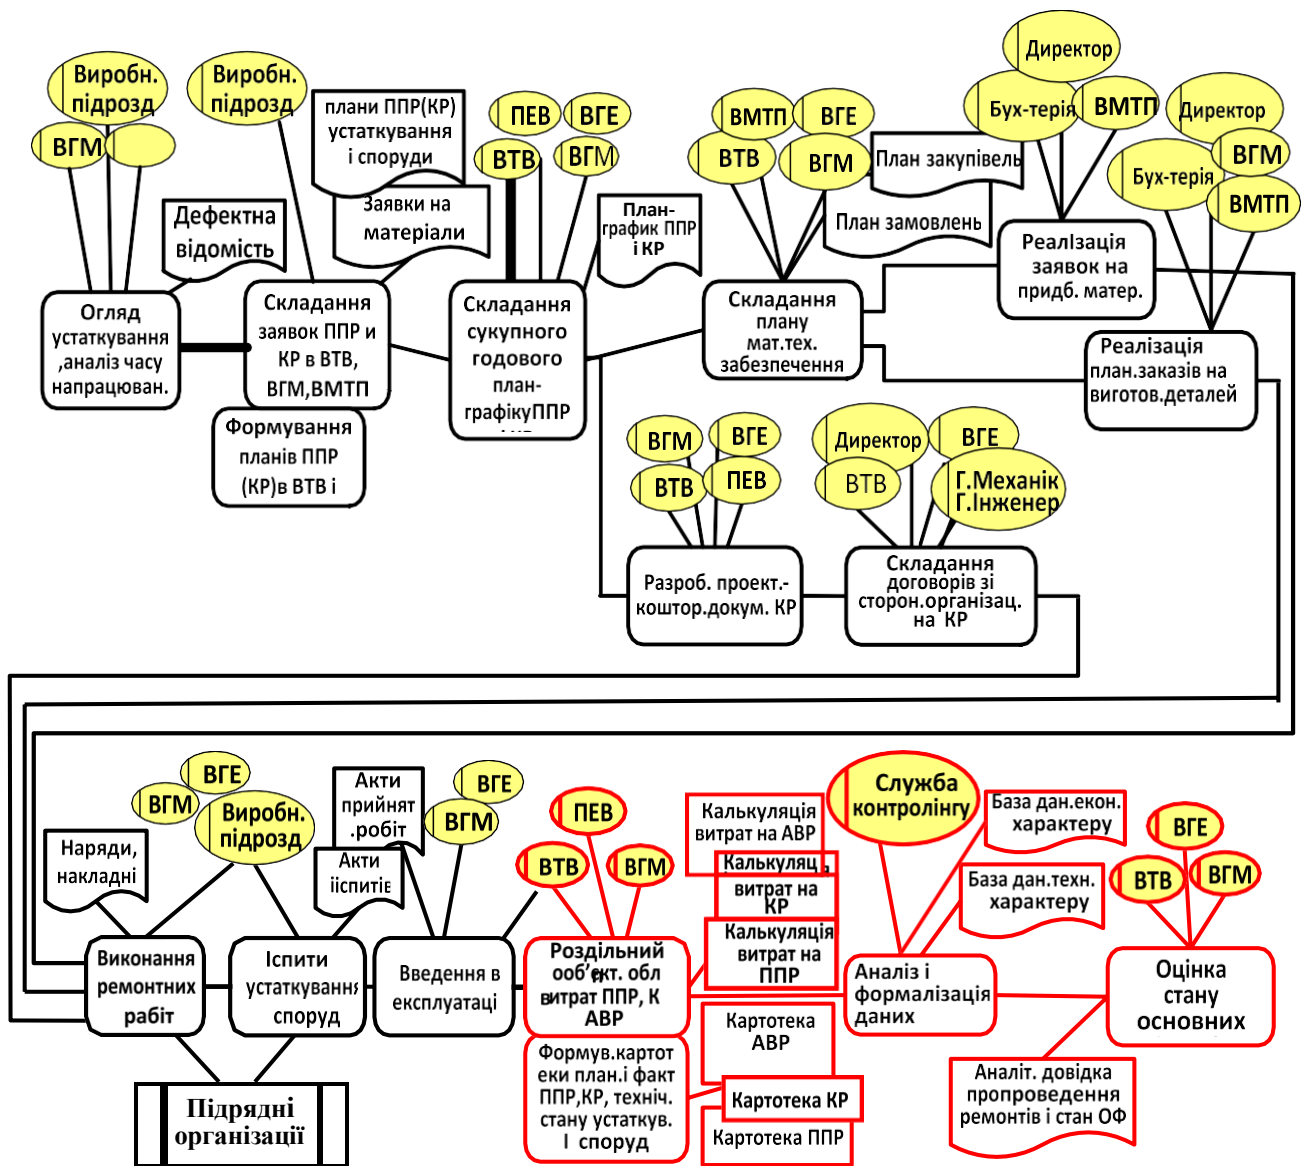 Виробн.
підрозд
ВГМ
Виробн.
підрозд
плани ППР(КР)
устаткування
і споруди
Заявки на
матеріали
Дефектна
відомість
ПЕВ
ВГЕ
ВТВ
ВГМ
План-
график ППР
і КР
ВМТП
ВГЕ
ВТВ
ВГМ
План закупівель
План замовлень
Директор
Бух-терія
ВМТП
Директор
ВГМ
Бух-терія
ВМТП
Огляд
устаткування
,аналіз часу
напрацюван.
Складання
заявок ППР и
КР в ВТВ,
ВГМ,ВМТП
Формування
планів ППР
(КР)в ВТВ і
Складання
сукупного
годового
план-
графікуППР
Складання
плану
мат.тех.
забезпечення
Реалізація
заявок на
придб. матер.
Реалізація
план.заказів на
виготов.деталей
ВГМ
ВГЕ
ВТВ
ПЕВ
Директор
ВГЕ
ВТВ
Г.Механік
Г.Інженер
Разроб. проект.-
коштор.докум. КР
Складання
договорів зі
сторон.організац.
на КР
ВГЕ
ВГМ
Виробн.
підрозд
Наряди,
накладні
Акти
прийнят
.робіт
Акти
ііспитів
ВГЕ
ВГМ
ПЕВ
ВТВ
ВГМ
Калькуляція
витрат на АВР
Калькуляц
витрат на
КР
Калькуляція
витрат на
ППР
Служба
контролінгу
База дан.екон.
характеру
База дан.техн.
характеру
ВГЕ
ВТВ
ВГМ
Виконання
ремонтних
рабіт
Іспити
устаткування
споруд
Введення в
експлуатаці
Роздільний
обл
витрат ППР, К
АВР
Аналіз і
формалізація
даних
Оцінка
стану
основних
Формув.картот
еки план.і факт
ППР,КР, техніч.
стану устаткув.
І споруд
Картотека
АВР
Картотека КР
Картотека ППР
Аналіт. довідка
пропроведення
ремонтів і стан ОФ
Підрядні
організації